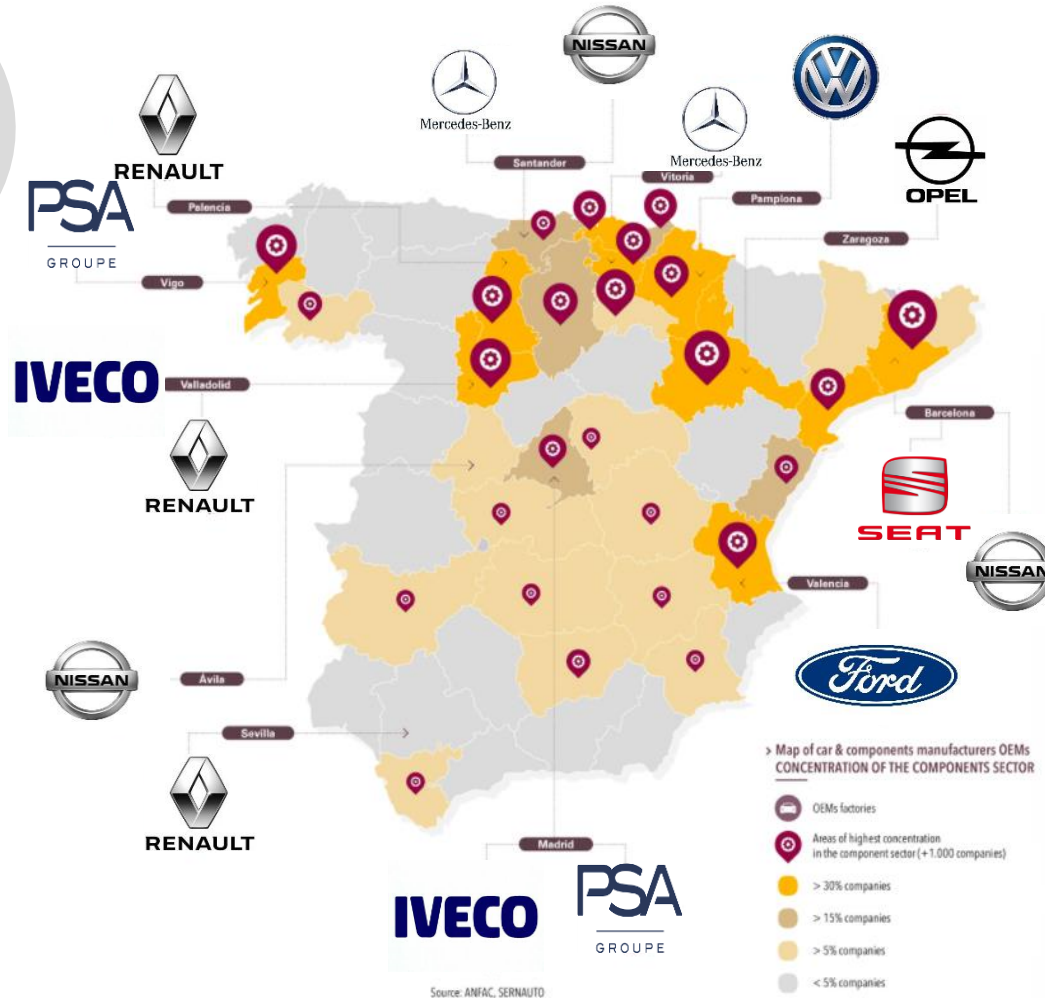 NISSAN
Mercedes-Benz
RENAULT
Mercedes-Benz
OPEL
Santander
Vitoria
Pamplona
PSA
GROUPE
Palencia
Zaragoza
Vigo
IVECO
Valladolid
Barcelona
RENAULT
SEAT
NISSAN
Valencia
NISSAN
Ávila
Ford
Sevilla
RENAULT
Madrid
IVECO
PSA
GROUPE
› Map of car & components manufacturers OEMs
CONCENTRATION OF THE COMPONENTS SECTOR
OEMs factories
Areas of highest concentration
in the component sector (+1.000 companies)
> 30% companies
> 15% companies
> 5% companies
< 5% companies
Source: ANFAC, SERNAUTO